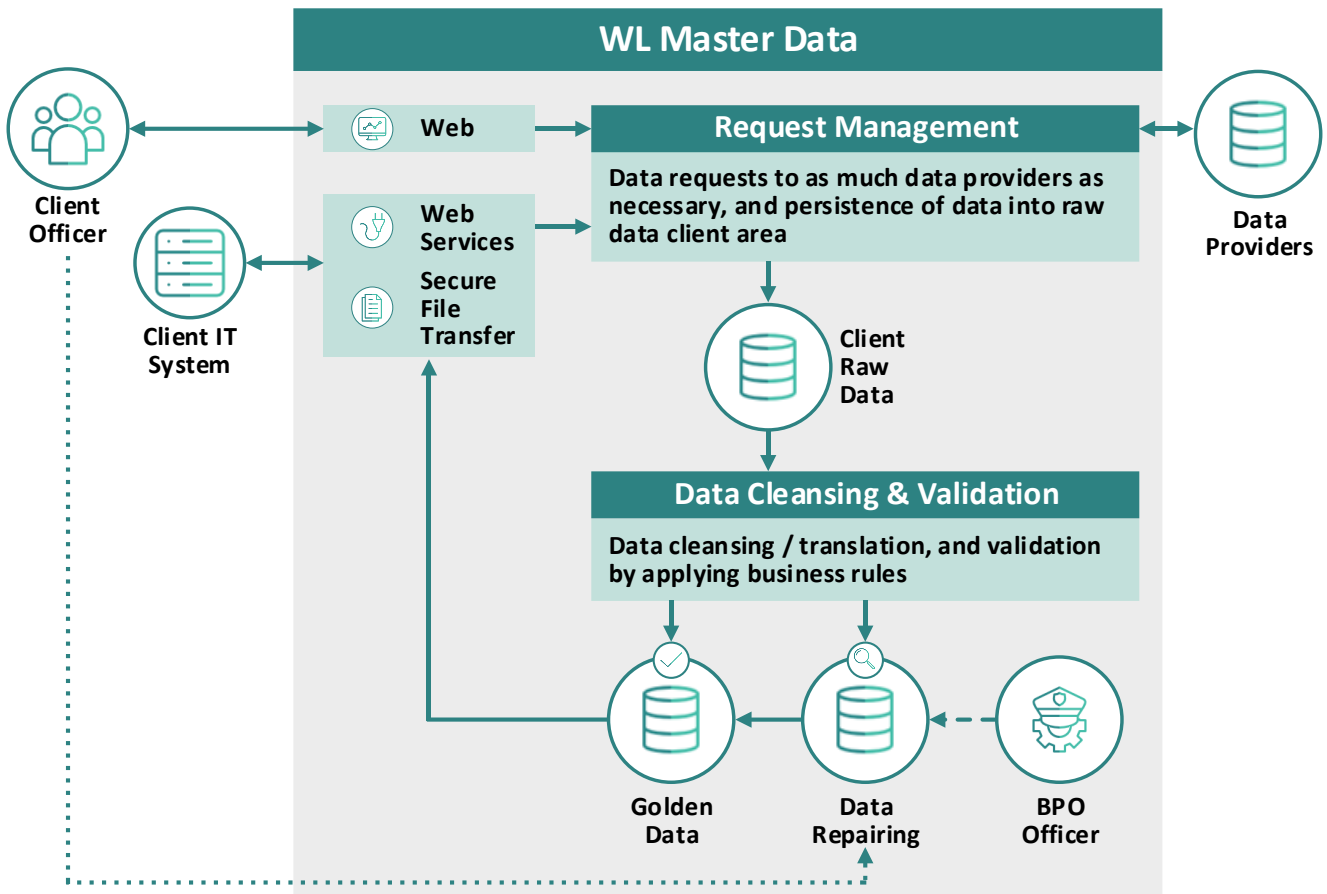 WL Master Data
Client
Officer
Web
Request Management
Data requests to as much data providers as
necessary, and persistence of data into raw
data client area
Data
Providers
Client IT
System
Web
Services
Secure
File
Transfer
Client
Raw
Data
Data Cleansing & Validation
Data cleansing / translation, and validation
by applying business rules
Golden
Data
Data
Repairing
BPO
Officer